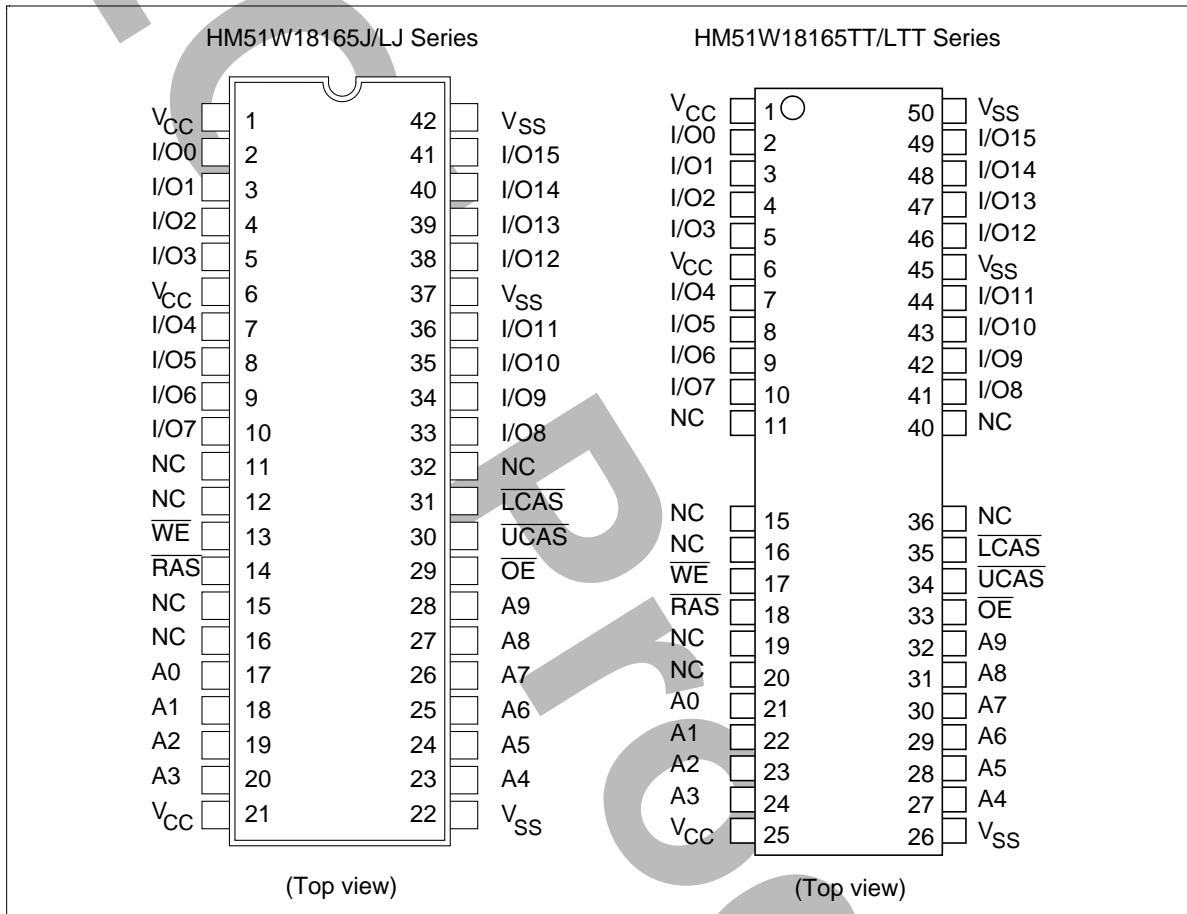 HM51W18165J/LJ Series
VCC 1 42 VSS
I/O0 2 41 I/O15
I/O1 3 40 I/O14
I/O2 4 39 I/O13
I/O3 5 38 I/O12
VCC 6 37 VSS
I/O4 7 36 I/O11
I/O5 8 35 I/O10
I/O6 9 34 I/O9
I/O7 10 33 I/O8
NC 11 32 NC
NC 12 31 LCAS
WE 13 30 UCAS
RAS 14 29 OE
NC 15 28 A9
NC 16 27 A8
A0 17 26 A7
A1 18 25 A6
A2 19 24 A5
A3 20 23 A4
VCC 21 22 VSS
(Top view)
HM51W18165TT/LTT Series
VCC 1 50 VSS
I/O0 2 49 I/O15
I/O1 3 48 I/O14
I/O2 4 47 I/O13
I/O3 5 46 I/O12
VCC 6 45 VSS
I/O4 7 44 I/O11
I/O5 8 43 I/O10
I/O6 9 42 I/O9
I/O7 10 41 I/O8
NC 11 40 NC
NC 15 36 NC
NC 16 35 LCAS
WE 17 34 UCAS
RAS 18 33 OE
NC 19 32 A9
NC 20 31 A8
A0 21 30 A7
A1 22 29 A6
A2 23 28 A5
A3 24 27 A4
VCC 25 26 VSS
(Top view)